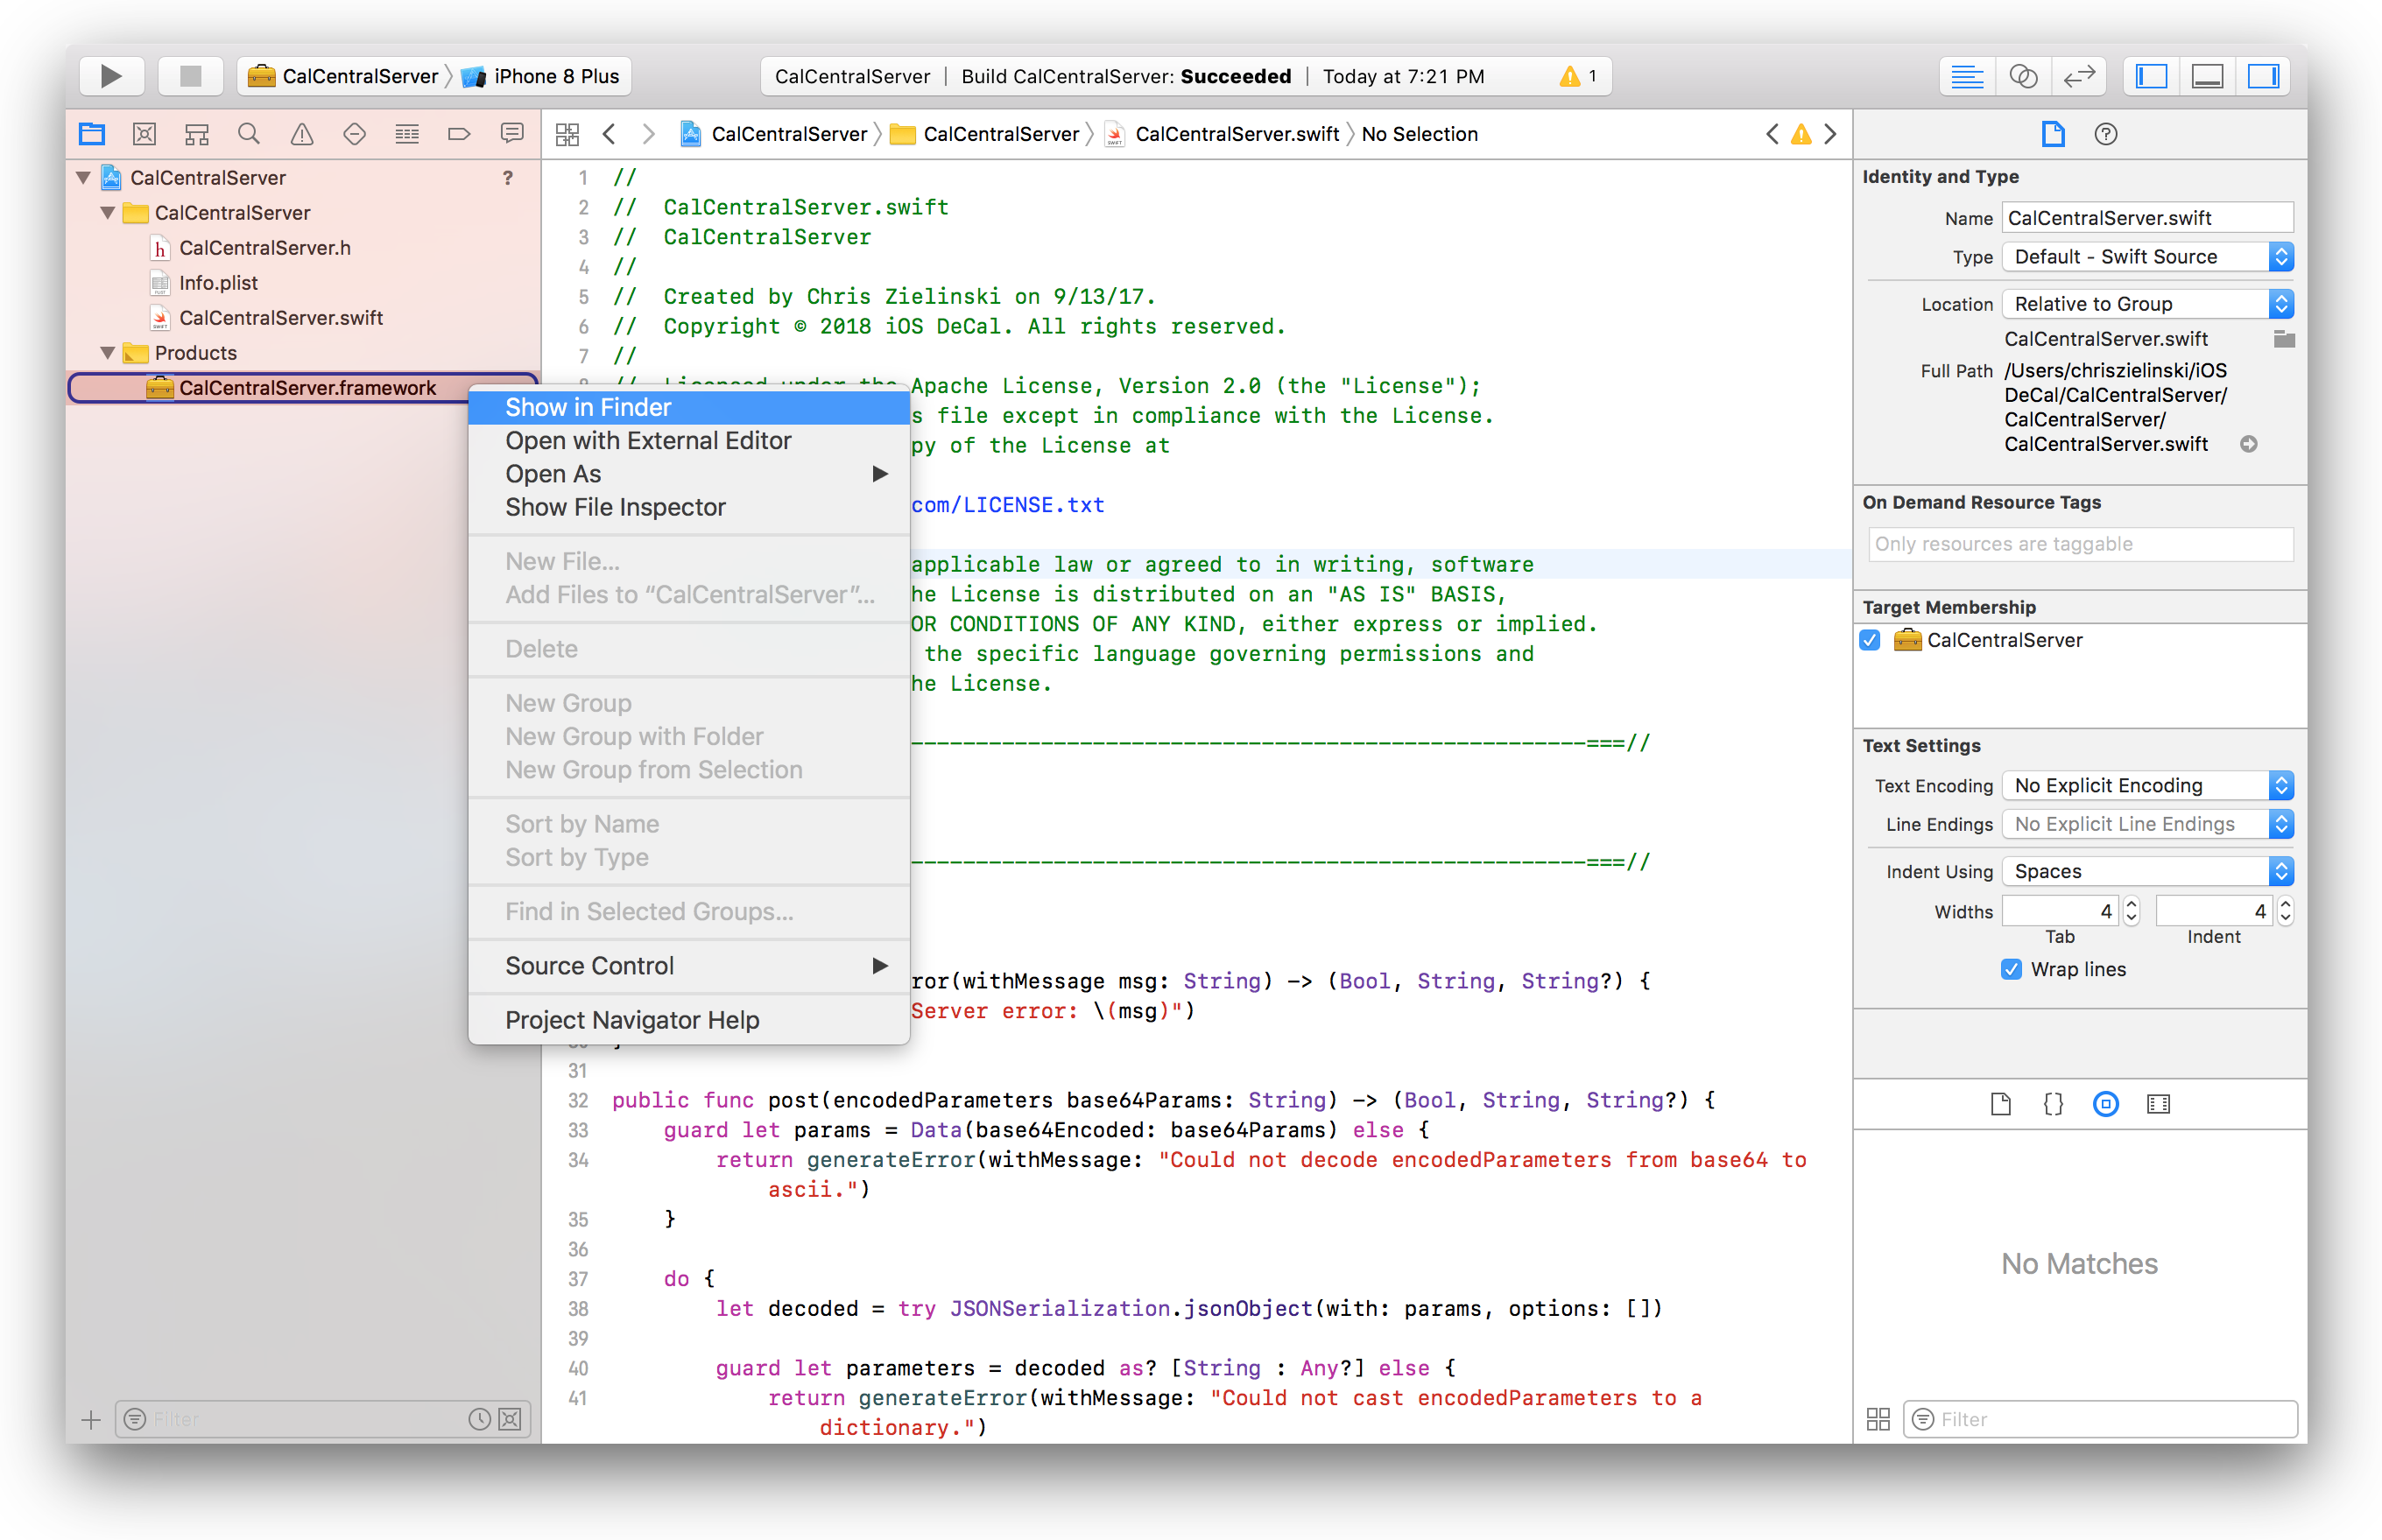 CalCentralServer
iPhone 8 Plus
CalCentralServer | Build CalCentralServer: Succeeded | Today at 7:21 PM
1
CalCentralServer
CalCentralServer
CalCentralServer.swift
No Selection
CalCentralServer
?
CalCentralServer
CalCentralServer.h
Info.plist
CalCentralServer.swift
Products
CalCentralServer.framework
Show in Finder
Open with External Editor
Open As
Show File Inspector
New File...
Add Files to “CalCentralServer”...
Delete
New Group
New Group with Folder
New Group from Selection
Sort by Name
Sort by Type
Find in Selected Groups...
Source Control
Project Navigator Help
Filter
1 //
2 // CalCentralServer.swift
3 // CalCentralServer
4 //
5 // Created by Chris Zielinski on 9/13/17.
6 // Copyright © 2018 iOS DeCal. All rights reserved.
7 //
Apache License, Version 2.0 (the "License");
s file except in compliance with the License.
py of the License at
com/LICENSE.txt
applicable law or agreed to in writing, software
he License is distributed on an "AS IS" BASIS,
OR CONDITIONS OF ANY KIND, either express or implied.
the specific language governing permissions and
he License.
----------------------------------------------------===//
----------------------------------------------------===//
ror(withMessage msg: String) -> (Bool, String, String?) {
Server error: \(msg)")
31
32 public func post(encodedParameters base64Params: String) -> (Bool, String, String?) {
33 guard let params = Data(base64Encoded: base64Params) else {
34 return generateError(withMessage: "Could not decode encodedParameters from base64 to
ascii.")
35 }
36
37 do {
38 let decoded = try JSONSerialization.jsonObject(with: params, options: [])
39
40 guard let parameters = decoded as? [String : Any?] else {
41 return generateError(withMessage: "Could not cast encodedParameters to a
dictionary.")
Identity and Type
Name CalCentralServer.swift
Type Default - Swift Source
Location Relative to Group
CalCentralServer.swift
Full Path /Users/chriszielinski/iOS
DeCal/CalCentralServer/
CalCentralServer/
CalCentralServer.swift
On Demand Resource Tags
Only resources are taggable
Target Membership
CalCentralServer
Text Settings
Text Encoding No Explicit Encoding
Line Endings No Explicit Line Endings
Indent Using Spaces
Widths 4 4
Tab Indent
Wrap lines
No Matches
Filter